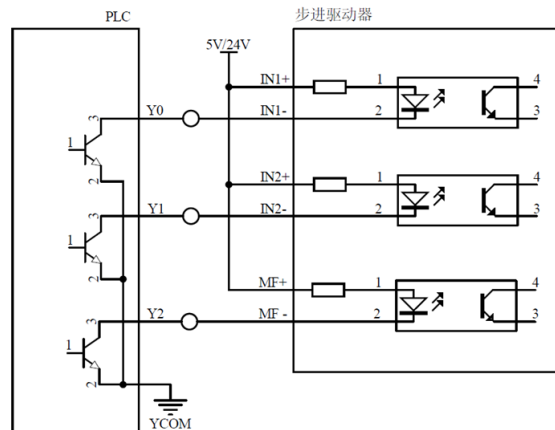 PLC 步进驱动器
5V/24V
IN1+ 1 4
3 Y0 IN1- 2 3
1
2
IN2+ 1 4
3 Y1 IN2- 2 3
1
2
MF+ 1 4
3 Y2 MF - 2 3
1
2
YCOM